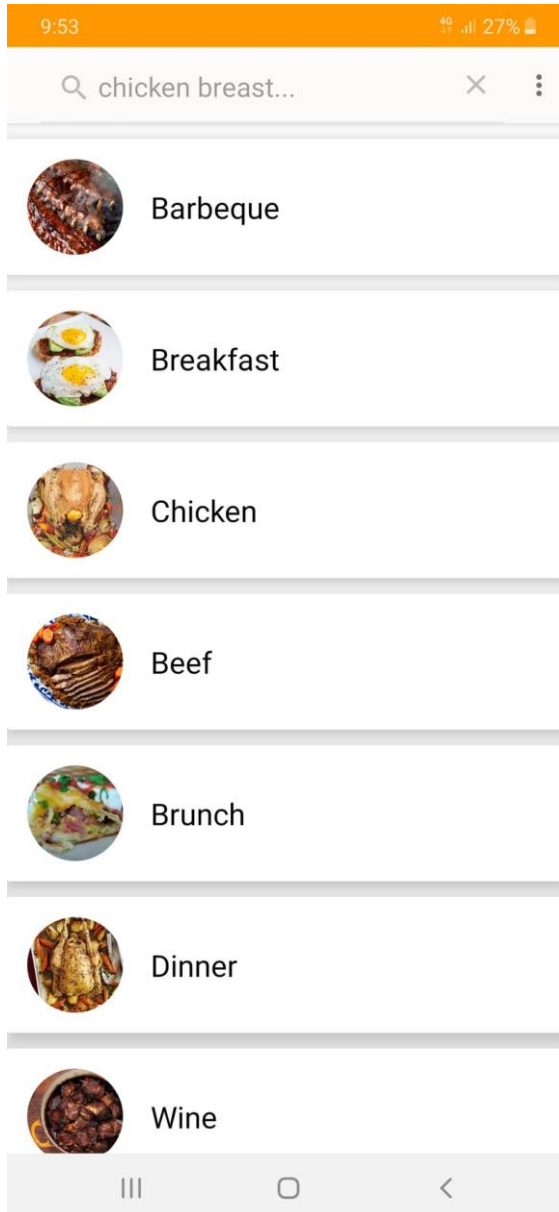 9:53 4G 27%
chicken breast...
Barbeque
Breakfast
Chicken
Beef
Brunch
Dinner
Wine